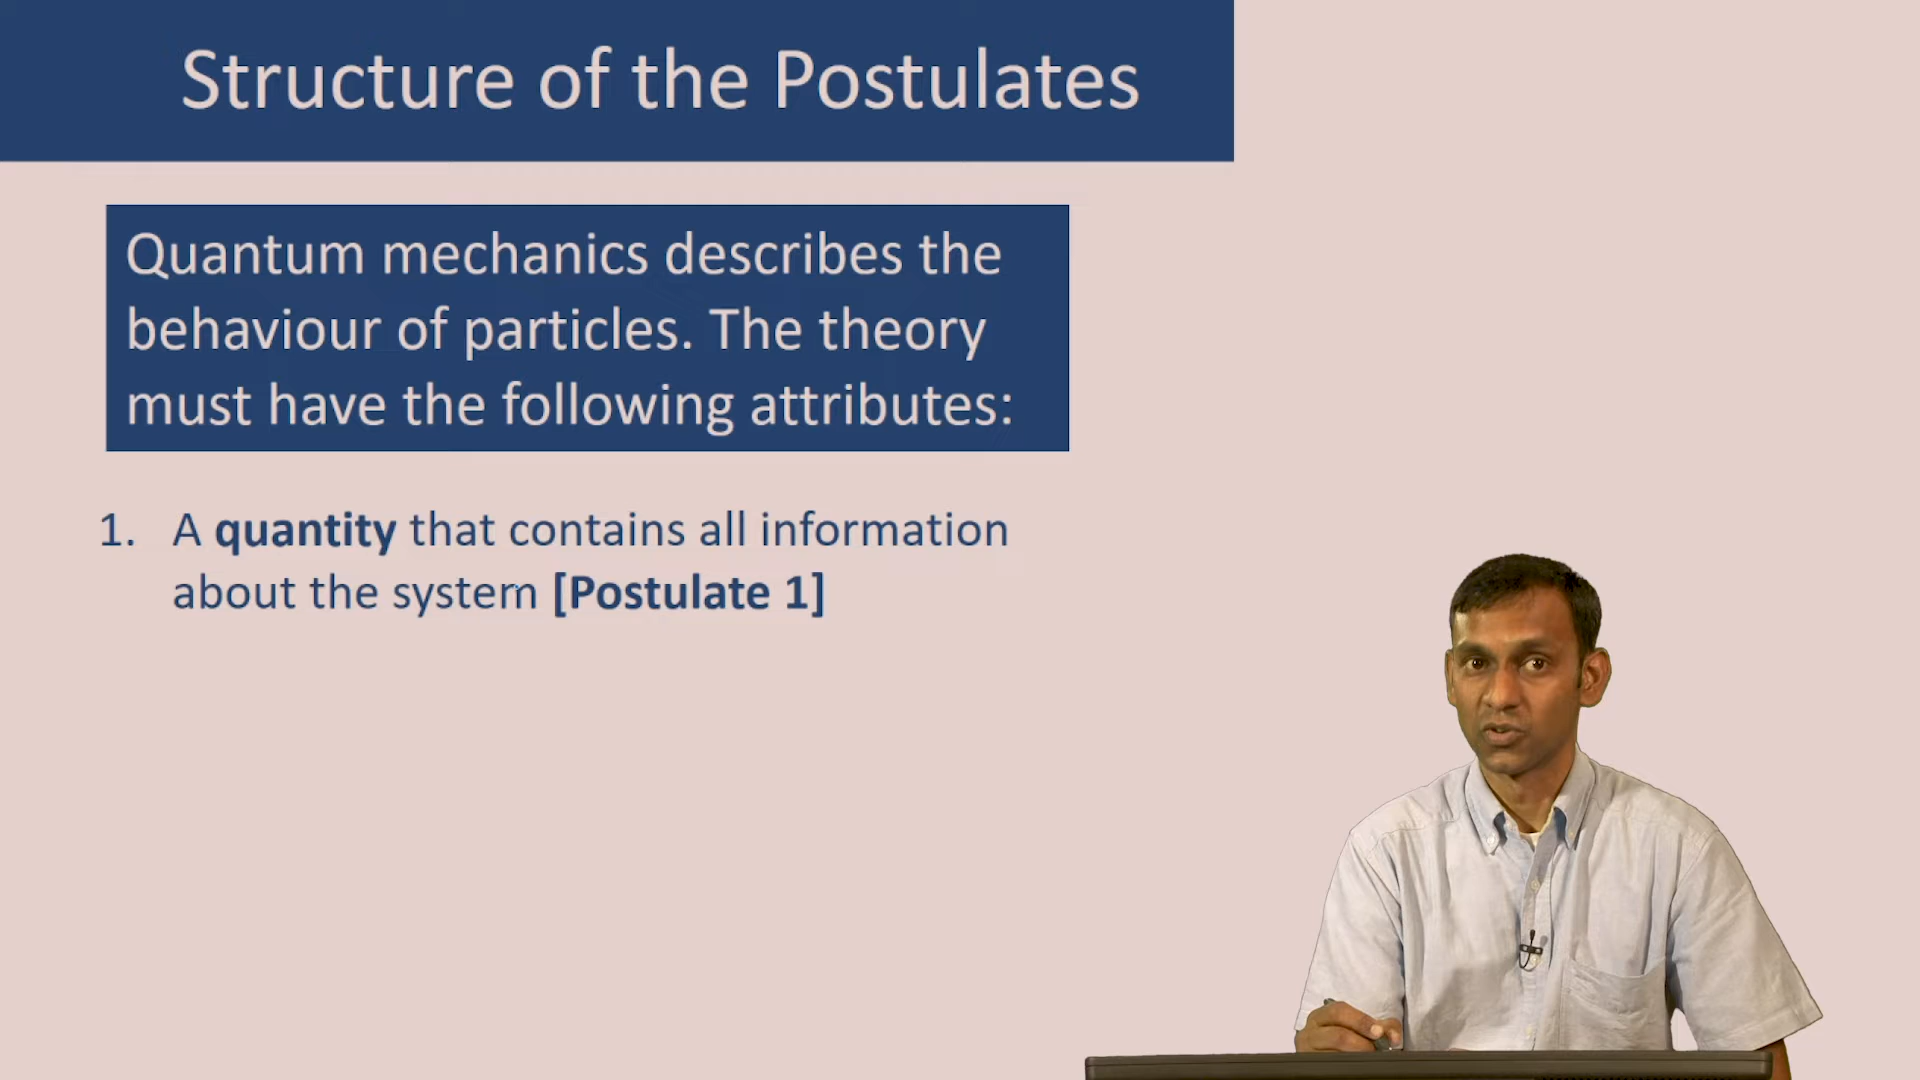 Structure of the Postulates
Quantum mechanics describes the
behaviour of particles. The theory
must have the following attributes:
1. A quantity that contains all information
about the system [Postulate 1]